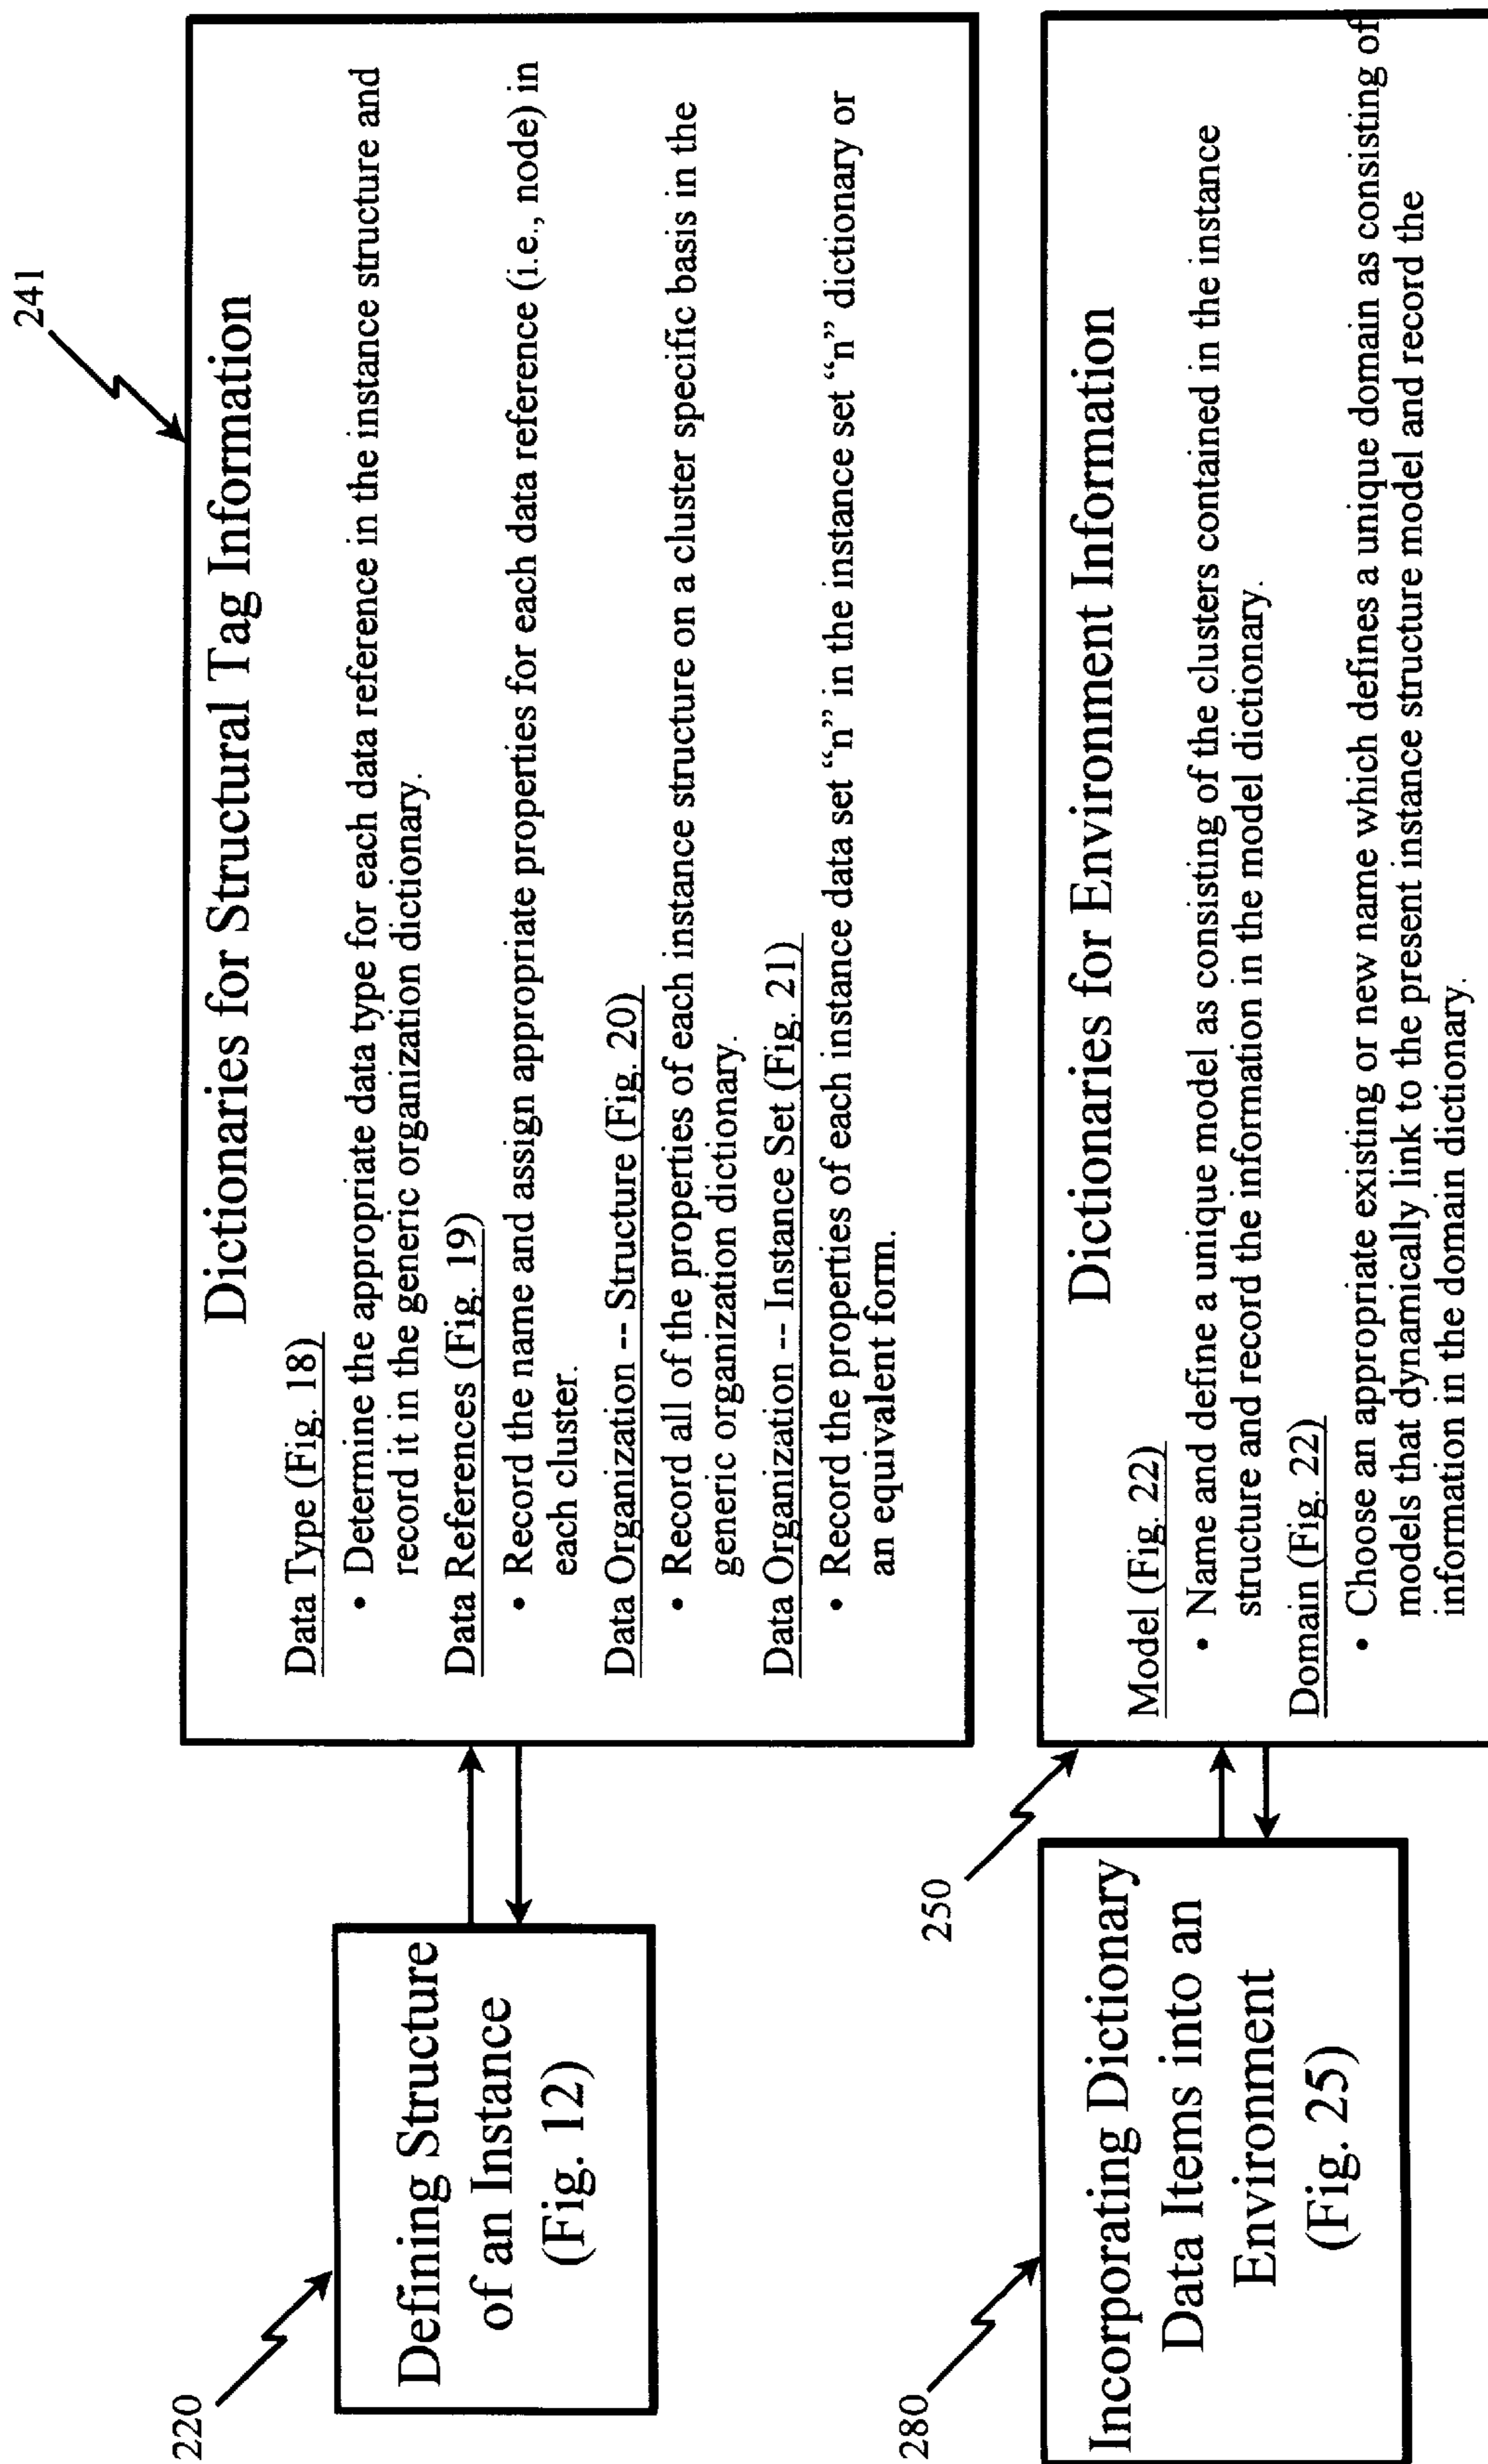 241
Dictionaries for Structural Tag Information
Data Type (Fig. 18)
• Determine the appropriate data type for each data reference in the instance structure and
record it in the generic organization dictionary.
Data References (Fig. 19)
• Record the name and assign appropriate properties for each data reference (i.e., node) in
each cluster.
Data Organization -- Structure (Fig. 20)
• Record all of the properties of each instance structure on a cluster specific basis in the
generic organization dictionary.
Data Organization -- Instance Set (Fig. 21)
• Record the properties of each instance data set “n” in the instance set “n” dictionary or
an equivalent form.
220
Defining Structure
of an Instance
(Fig. 12)
250
Dictionaries for Environment Information
Model (Fig. 22)
• Name and define a unique model as consisting of the clusters contained in the instance
structure and record the information in the model dictionary.
Domain (Fig. 22)
• Choose an appropriate existing or new name which defines a unique domain as consisting of
models that dynamically link to the present instance structure model and record the
information in the domain dictionary.
280
Incorporating Dictionary
Data Items into an
Environment
(Fig. 25)